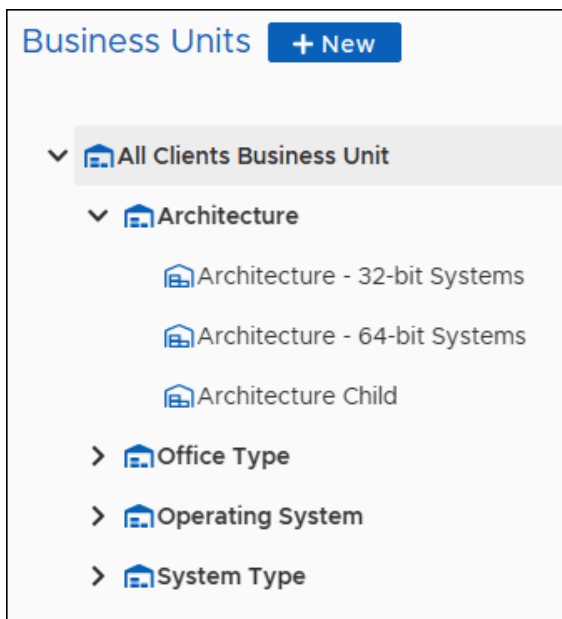 Business Units + New
All Clients Business Unit
Architecture
Architecture - 32-bit Systems
Architecture - 64-bit Systems
Architecture Child
Office Type
Operating System
System Type